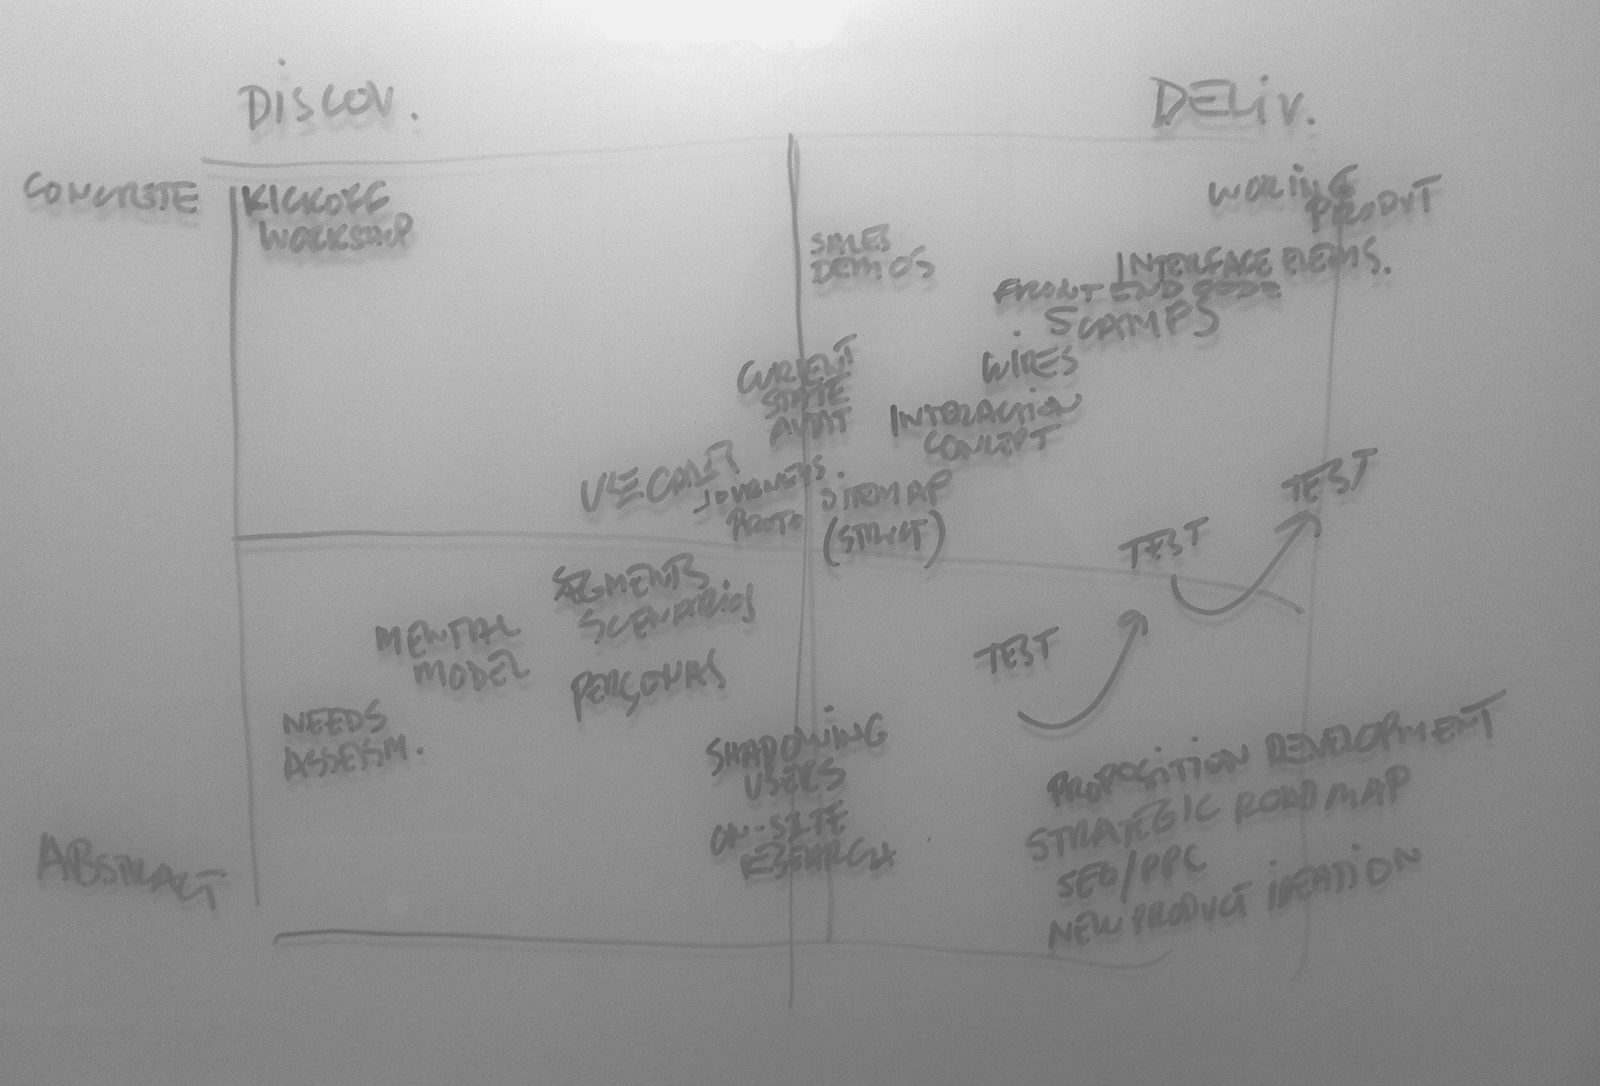 DISCOV.
DELIV.
CONCRETE
KICKOFF
WORKSHOP
WORKING
PRODUT
SALES
DEMOS
INTERFACE ELEMS.
FRONT END CODE
SCAMPS
WIRES
CURRENT
STATE
AUDIT
INTERACTION
CONCEPT
USE CASES
JOURNEYS.
PROTO
SITEMAP
(STRUCT)
TEST
TEST
TEST
SEGMENTS
SCENARIOS
MENTAL
MODEL
PERSONAS
NEEDS
ASSESSM.
SHADOWING
USERS
ON-SITE
RESEARCH
PROPOSITION DEVELOPMENT
STRATEGIC ROADMAP
SEO/PPC
NEW PRODUCT IDEATION
ABSTRACT